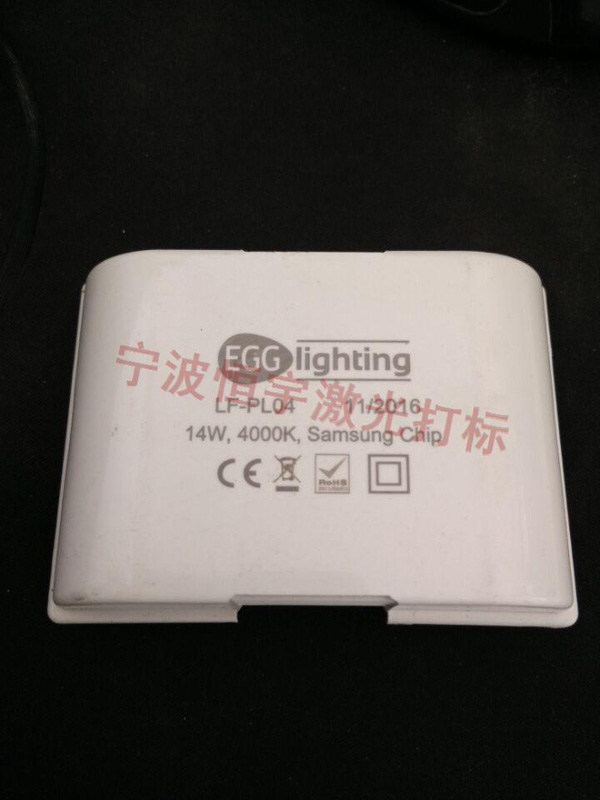 EGG lighting
宁波恒宇激光打标
LF-PL04 11/2016
14W, 4000K, Samsung Chip
CE RoHS